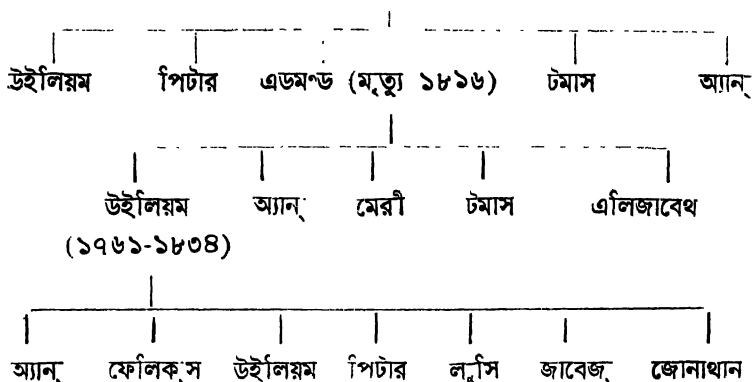 উইলিয়ম পিটার এডমন্ড (মৃত্যু ১৮১৬) টমাস অ্যান্
উইলিয়ম অ্যান্ মেরী টমাস এলিজাবেথ
(১৭৬১-১৮৩৪)
অ্যান্ ফেলিক্স উইলিয়ম পিটার লুসি জাবেজ্ জোনাথান